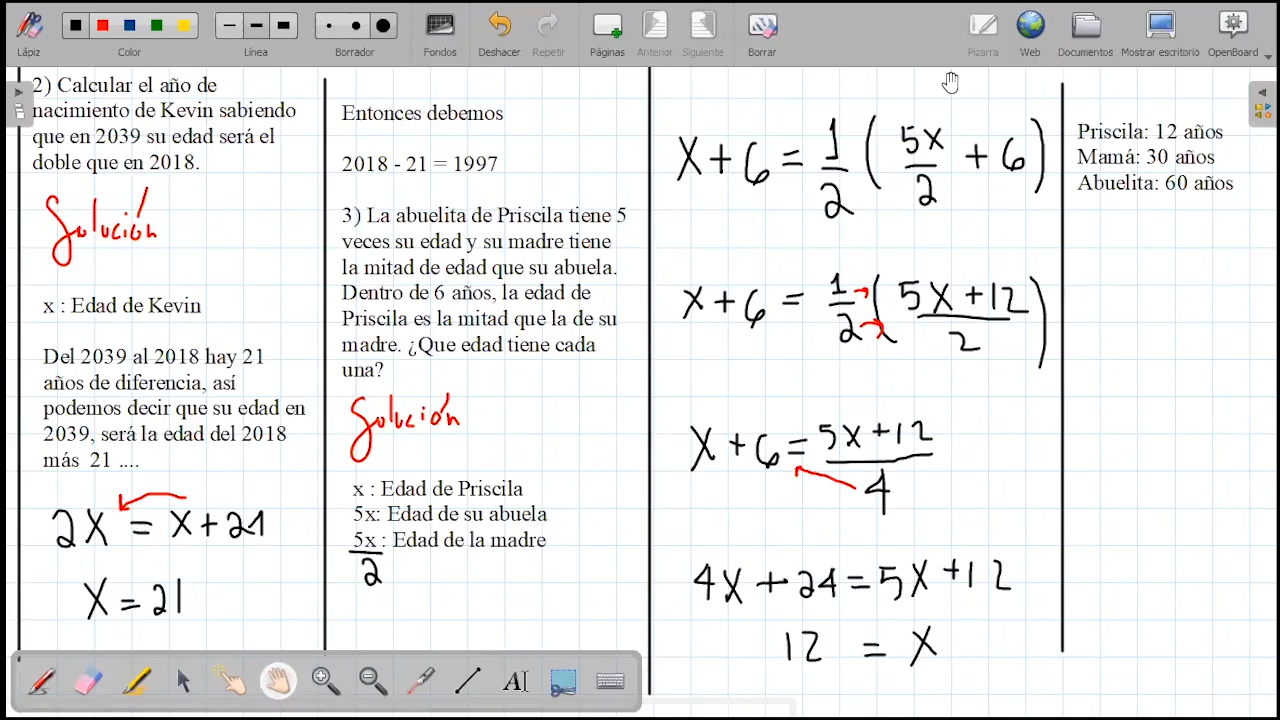 Lápiz
Color
Línea
Borrador
Fondos
Deshacer
Repetir
Páginas
Anterior
Siguiente
Borrar
Pizarra
Web
Documentos
Mostrar escritorio
OpenBoard
2) Calcular el año de
nacimiento de Kevin sabiendo
que en 2039 su edad será el
doble que en 2018.
Solución
x : Edad de Kevin
Del 2039 al 2018 hay 21
años de diferencia, así
podemos decir que su edad en
2039, será la edad del 2018
más 21 ....
2x = x+21
x = 21
Entonces debemos
2018 - 21 = 1997
3) La abuelita de Priscila tiene 5
veces su edad y su madre tiene
la mitad de edad que su abuela.
Dentro de 6 años, la edad de
Priscila es la mitad que la de su
madre. ¿Que edad tiene cada
una?
Solución
x : Edad de Priscila
5x: Edad de su abuela
5x : Edad de la madre
2
x+6 = 1/2 ( 5x/2 + 6 )
x+6 = 1/2 ( 5x+12/2 )
x+6 = 5x+12/4
4x+24=5x+12
12 = x
Priscila: 12 años
Mamá: 30 años
Abuelita: 60 años